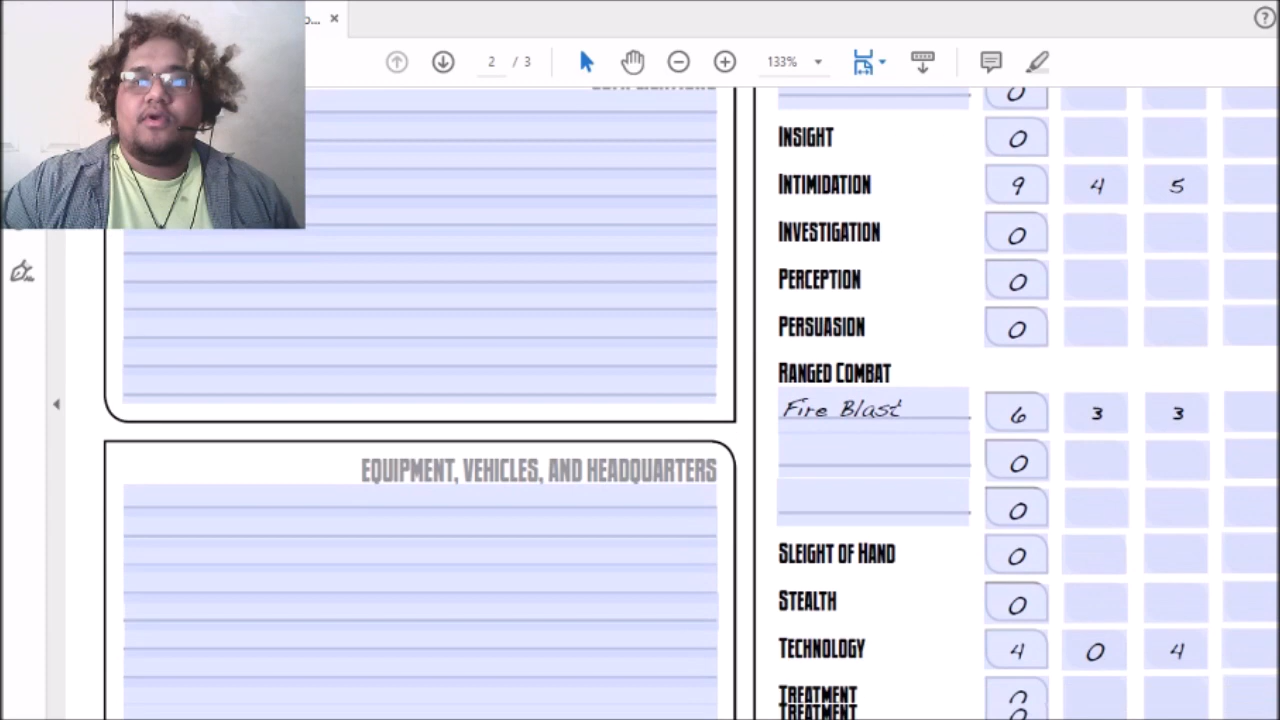 o...
2 / 3
133%
0
INSIGHT 0
INTIMIDATION 9 4 5
INVESTIGATION 0
PERCEPTION 0
PERSUASION 0
RANGED COMBAT
Fire Blast 6 3 3
0
0
EQUIPMENT, VEHICLES, AND HEADQUARTERS
SLEIGHT OF HAND 0
STEALTH 0
TECHNOLOGY 4 0 4
TREATMENT
TREATMENT